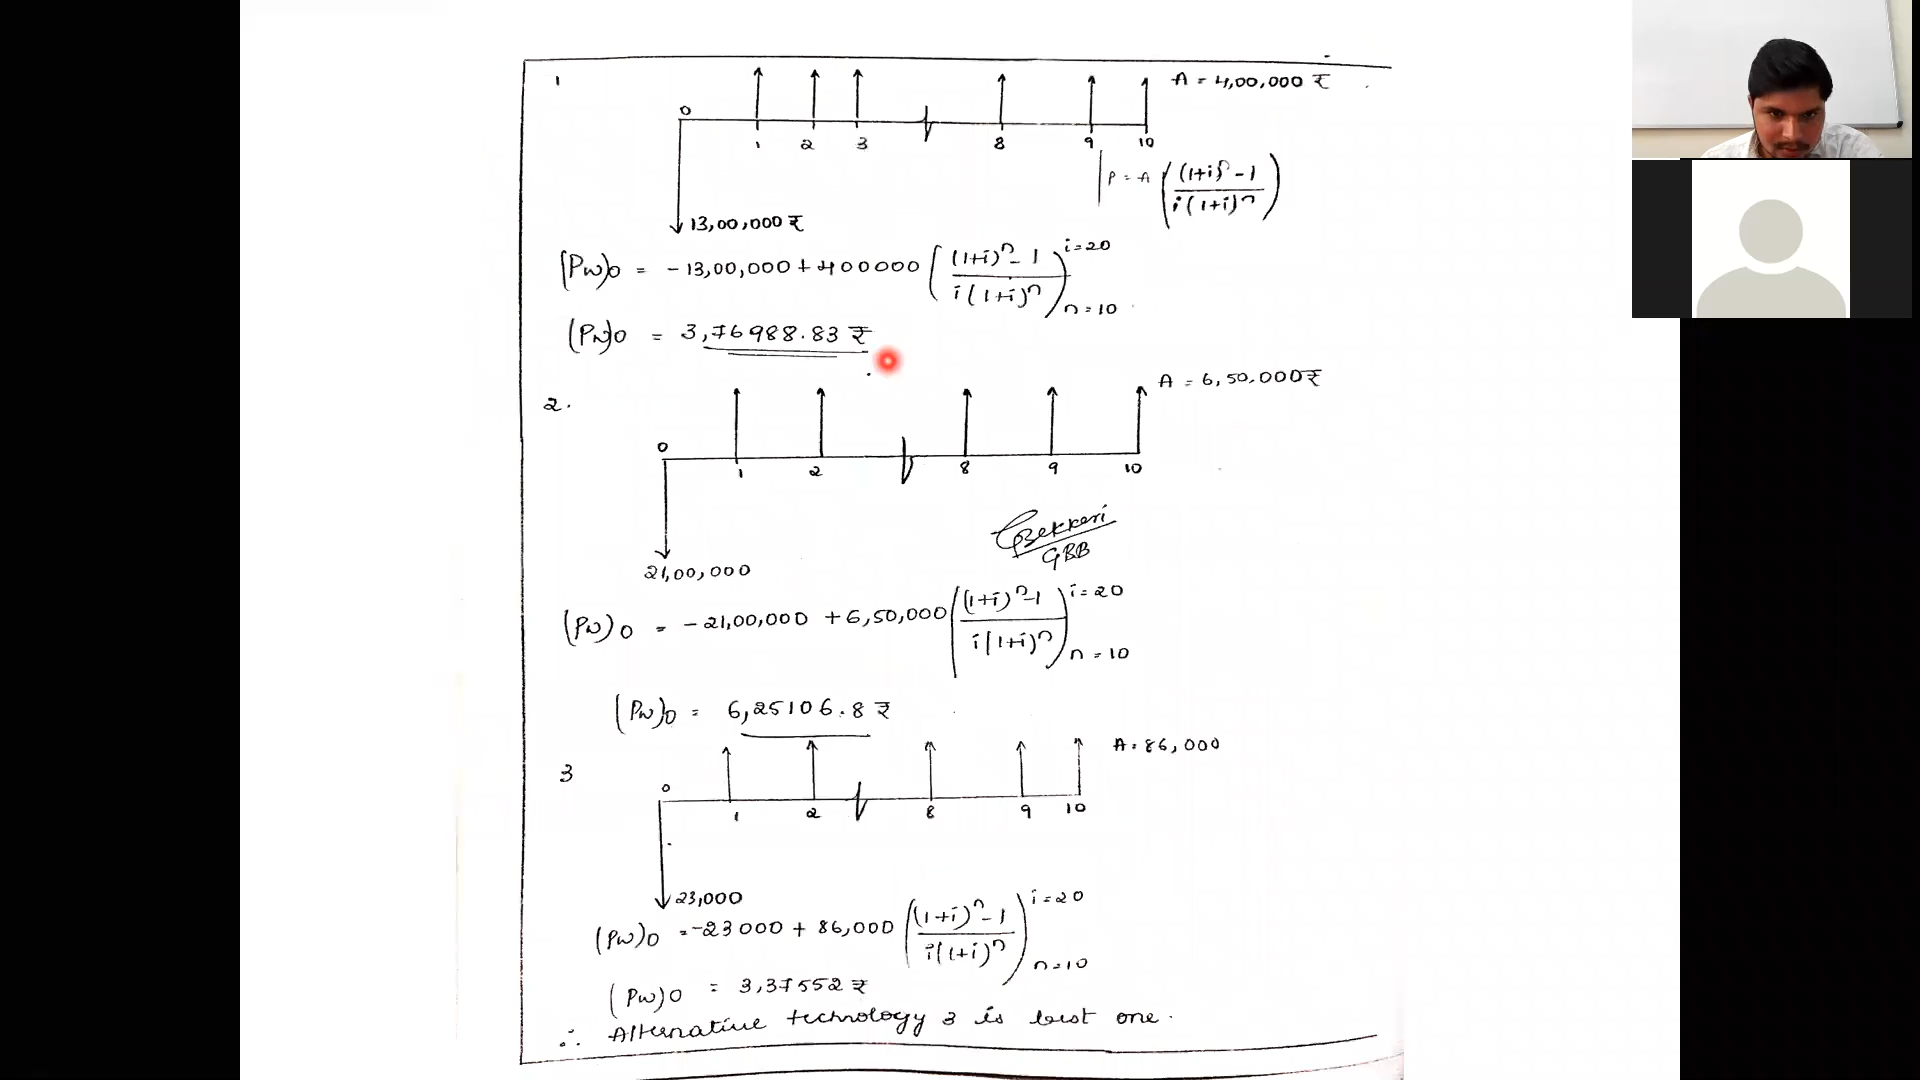 1
A = 4,00,000 ₹
0
1 2 3 8 9 10
P = A ( (1+i)^n - 1 / i(1+i)^n )
13,00,000 ₹
(PW)0 = -13,00,000 + 400000 ( (1+i)^n - 1 / i(1+i)^n ) i=20 n=10
(PW)0 = 3,76988.83 ₹
2.
A = 6,50,000 ₹
0
1 2 8 9 10
Bekkeri
GBB
21,00,000
(PW)0 = -21,00,000 + 6,50,000 ( (1+i)^n - 1 / i(1+i)^n ) i=20 n=10
(PW)0 = 6,25106.8 ₹
A = 86,000
3
0
1 2 8 9 10
23,000
(PW)0 = -23000 + 86,000 ( (1+i)^n - 1 / i(1+i)^n ) i=20 n=10
(PW)0 = 3,37552 ₹
∴ Alternative technology 3 is best one.